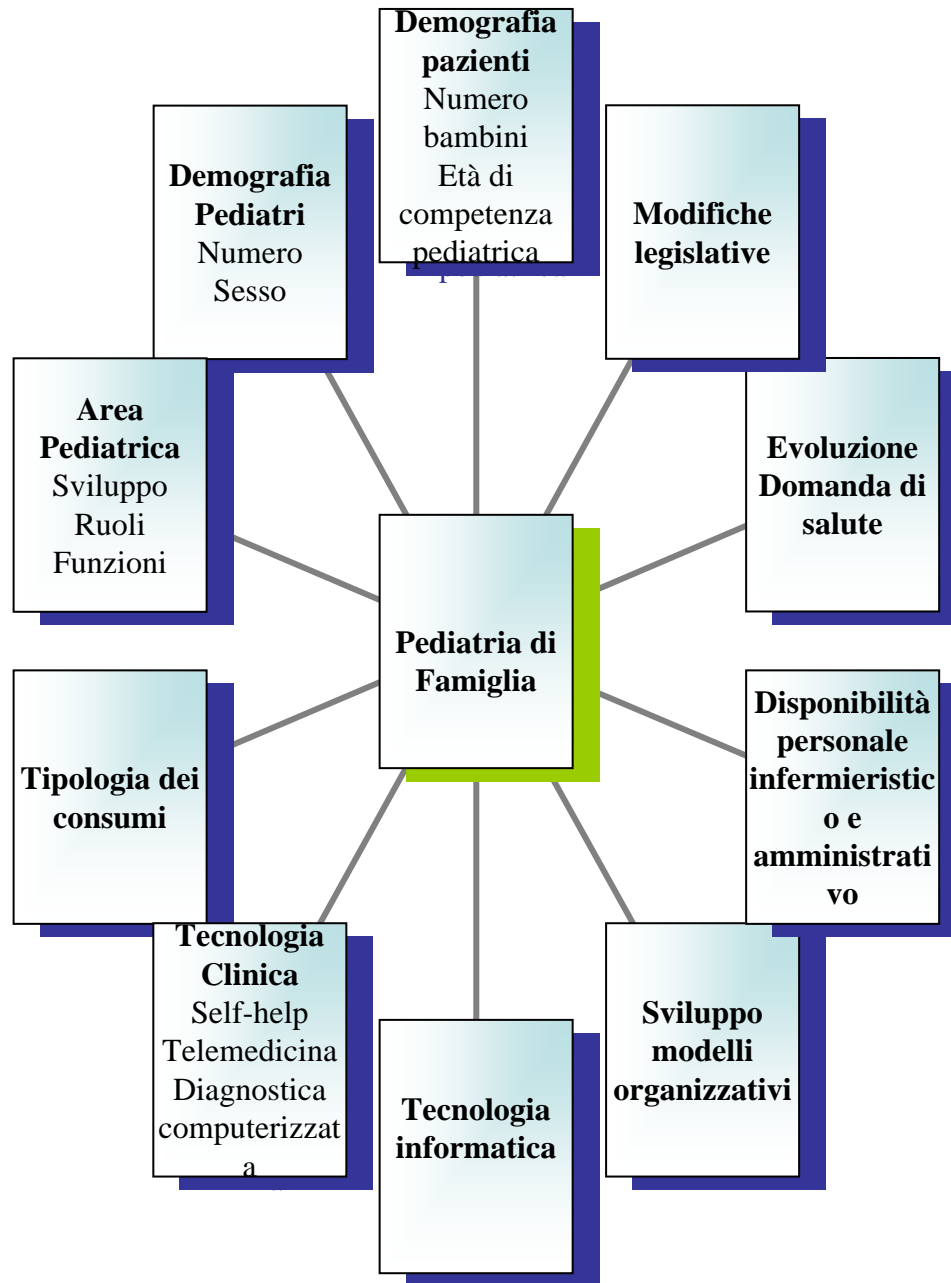 Demografia
pazienti
Numero
bambini
Età di
competenza
pediatrica
Modifiche
legislative
Evoluzione
Domanda di
salute
Disponibilità
personale
infermieristic
o e
amministrati
vo
Sviluppo
modelli
organizzativi
Tecnologia
informatica
Tecnologia
Clinica
Self-help
Telemedicina
Diagnostica
computerizzat
a
Tipologia dei
consumi
Area
Pediatrica
Sviluppo
Ruoli
Funzioni
Demografia
Pediatri
Numero
Sesso
Pediatria di
Famiglia